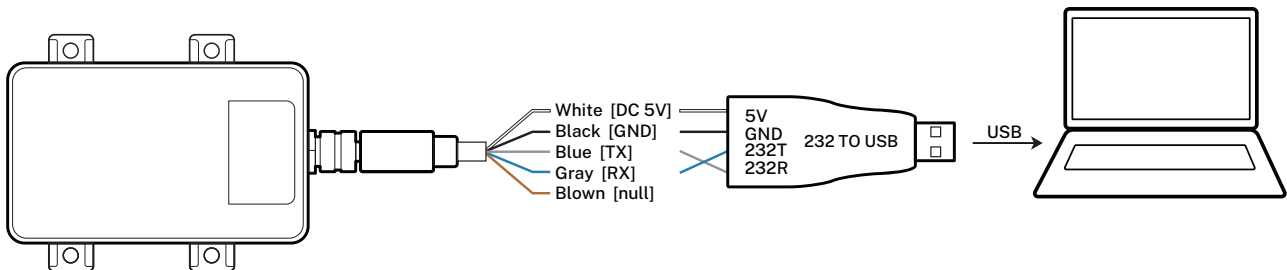 White [DC 5V]
Black [GND]
Blue [TX]
Gray [RX]
Blown [null]
5V
GND
232T
232R
232 TO USB
USB